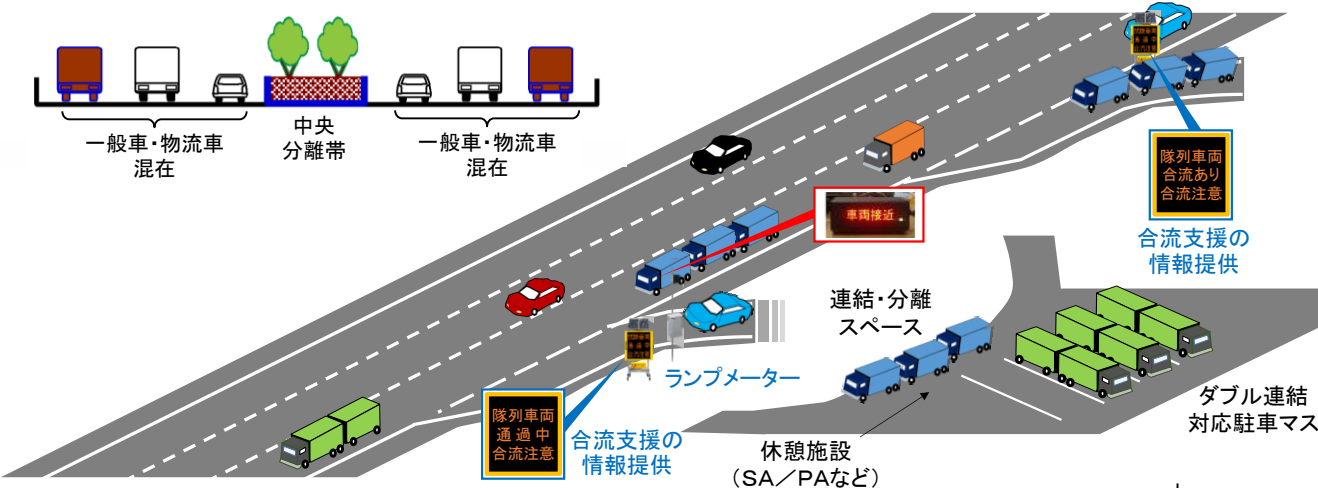 一般車・物流車
混在
中央
分離帯
一般車・物流車
混在
隊列車両
合流あり
合流注意
合流支援の
情報提供
車両接近
連結・分離
スペース
ランプメーター
隊列車両
通過中
合流注意
合流支援の
情報提供
休憩施設
（SA／PAなど）
ダブル連結
対応駐車マス